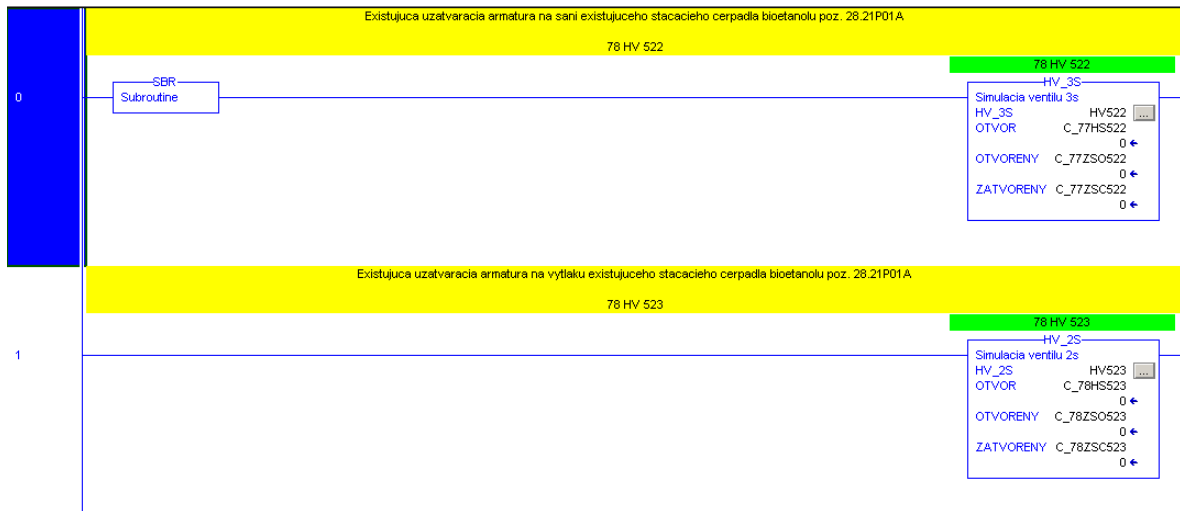 Existujuca uzatvaracia armatura na sani existujuceho stacacieho cerpadla bioetanolu poz. 28.21P01A
78 HV 522
78 HV 522
0
SBR
Subroutine
HV_3S
Simulacia ventilu 3s
HV_3S HV522 ...
OTVOR C_77HS522
0
OTVORENY C_77ZSO522
0
ZATVORENY C_77ZSC522
0
Existujuca uzatvaracia armatura na vytlaku existujuceho stacacieho cerpadla bioetanolu poz. 28.21P01A
78 HV 523
78 HV 523
1
HV_2S
Simulacia ventilu 2s
HV_2S HV523 ...
OTVOR C_78HS523
0
OTVORENY C_78ZSO523
0
ZATVORENY C_78ZSC523
0